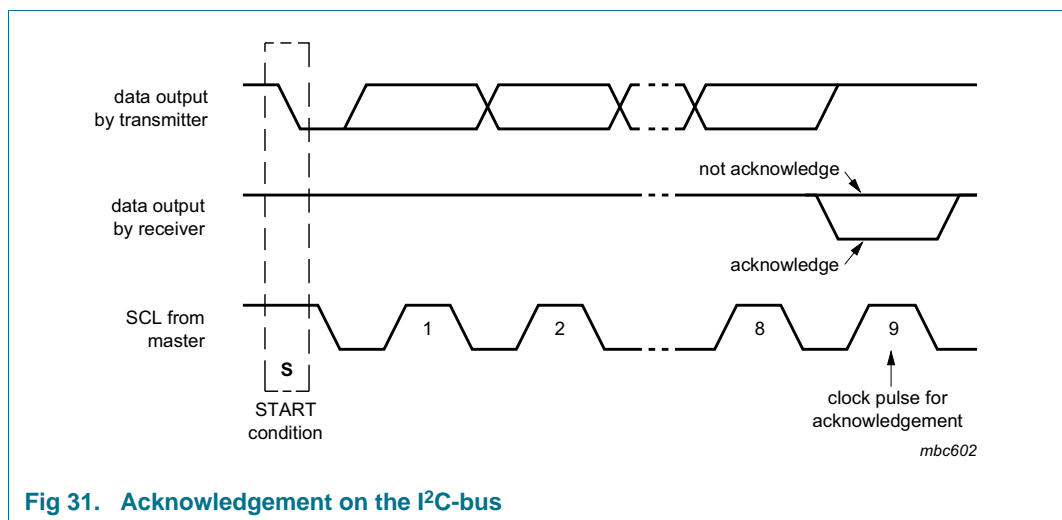 data output
by transmitter
not acknowledge
data output
by receiver
acknowledge
SCL from
master
1
2
8
9
S
START
condition
clock pulse for
acknowledgement
mbc602
Fig 31. Acknowledgement on the I²C-bus